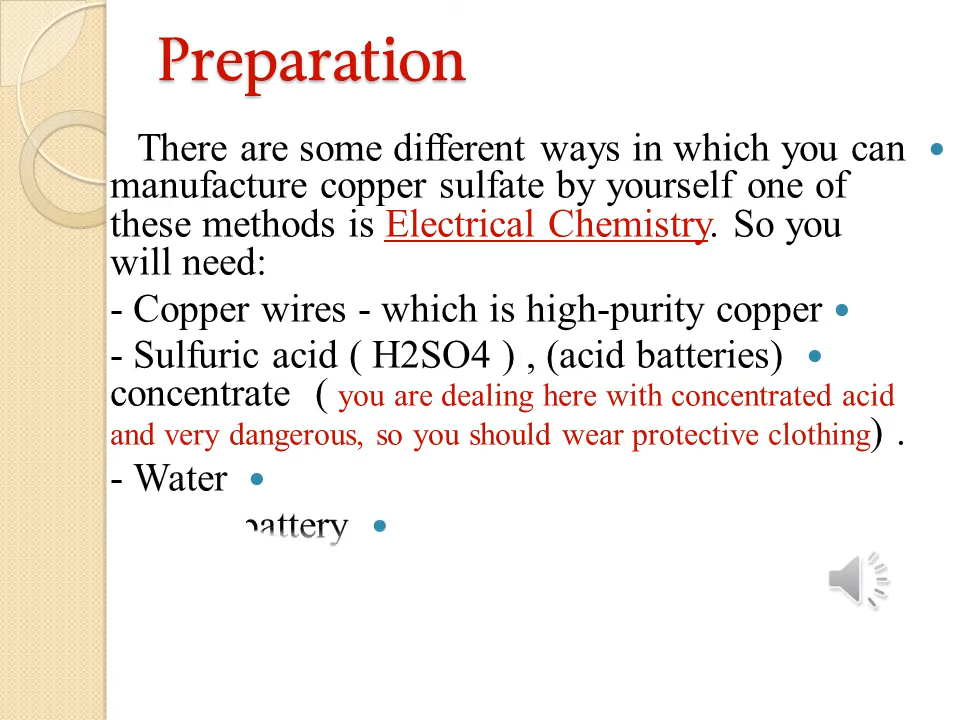 Preparation
There are some different ways in which you can •
manufacture copper sulfate by yourself one of
these methods is Electrical Chemistry. So you
will need:
- Copper wires - which is high-purity copper •
- Sulfuric acid ( H2SO4 ) , (acid batteries) •
concentrate ( you are dealing here with concentrated acid
and very dangerous, so you should wear protective clothing) .
- Water •
battery •